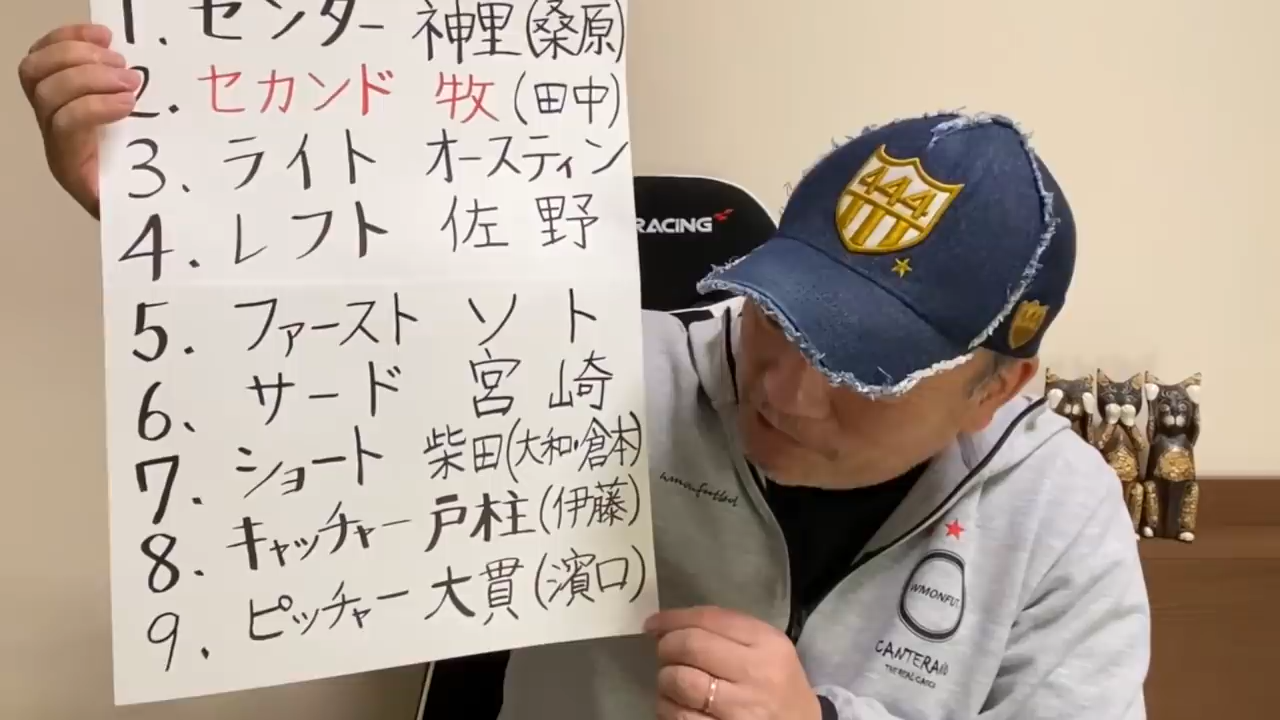 1. センター 神里(桑原)
2. セカンド 牧(田中)
3. ライト オースティン
4. レフト 佐野
5. ファースト ソト
6. サード 宮崎
7. ショート 柴田(大和・倉本)
8. キャッチャー 戸柱(伊藤)
9. ピッチャー 大貫(濱口)
RACING
444
wmonfutbol
WMONFUT
CANTERANO